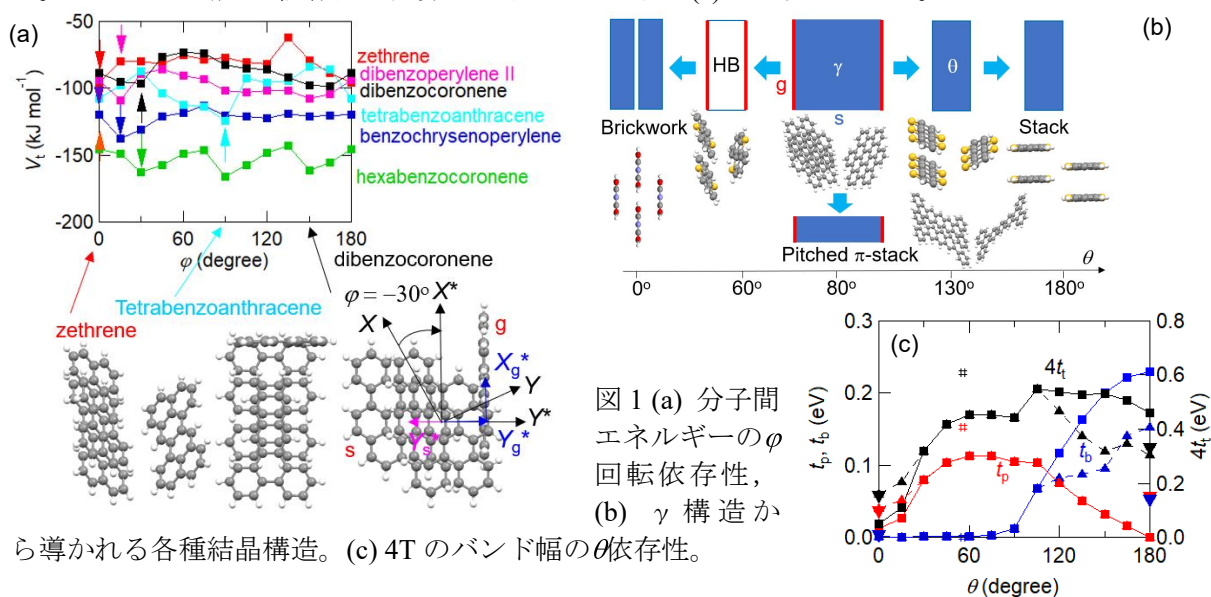 (a)
-50
-100
-150
-200
Vt (kJ mol⁻¹)
zethrene
dibenzoperylene II
dibenzocoronene
tetrabenzoanthracene
benzochrysenoperylene
hexabenzocoronene
0
60
120
180
φ (degree)
dibenzocoronene
Tetrabenzoanthracene
zethrene
φ = −30°
X*
X
g
Xg*
Y
Y*
Yg*
Ys*
s
(b)
HB
g
γ
s
θ
Brickwork
Stack
Pitched π-stack
θ
0°
60°
90°
130°
180°
(c)
0.3
0.2
0.1
0.0
tp, tb (eV)
4tt
tb
tp
0.8
0.6
0.4
0.2
0.0
4tt (eV)
0
60
120
180
θ (degree)
図 1 (a) 分子間
エネルギーのφ
回転依存性,
(b) γ 構造か
ら導かれる各種結晶構造。(c) 4T のバンド幅のθ依存性。